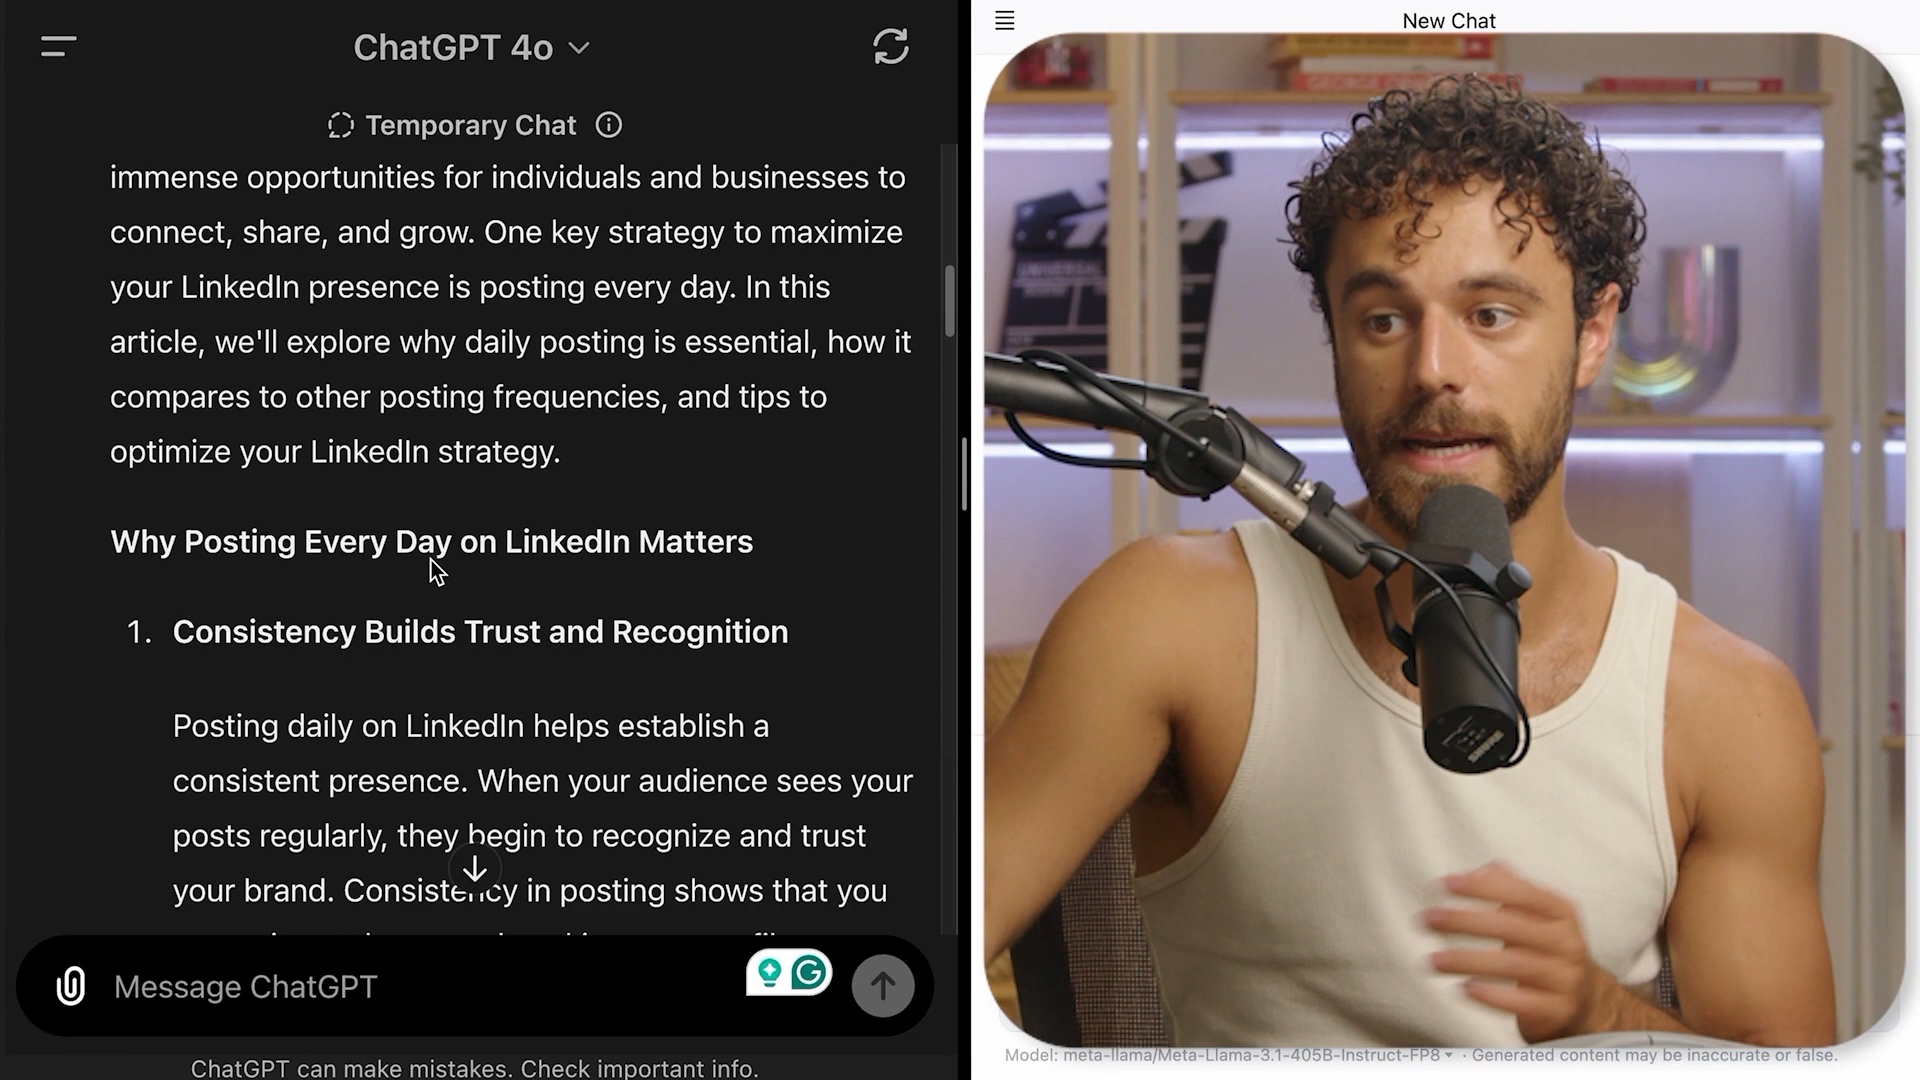 ChatGPT 4o
Temporary Chat
immense opportunities for individuals and businesses to
connect, share, and grow. One key strategy to maximize
your LinkedIn presence is posting every day. In this
article, we'll explore why daily posting is essential, how it
compares to other posting frequencies, and tips to
optimize your LinkedIn strategy.
Why Posting Every Day on LinkedIn Matters
1. Consistency Builds Trust and Recognition
Posting daily on LinkedIn helps establish a
consistent presence. When your audience sees your
posts regularly, they begin to recognize and trust
your brand. Consistency in posting shows that you
Message ChatGPT
ChatGPT can make mistakes. Check important info.
New Chat
GEORGE
UNIVERSAL
SHURE
Model: meta-llama/Meta-Llama-3.1-405B-Instruct-FP8 · Generated content may be inaccurate or false.